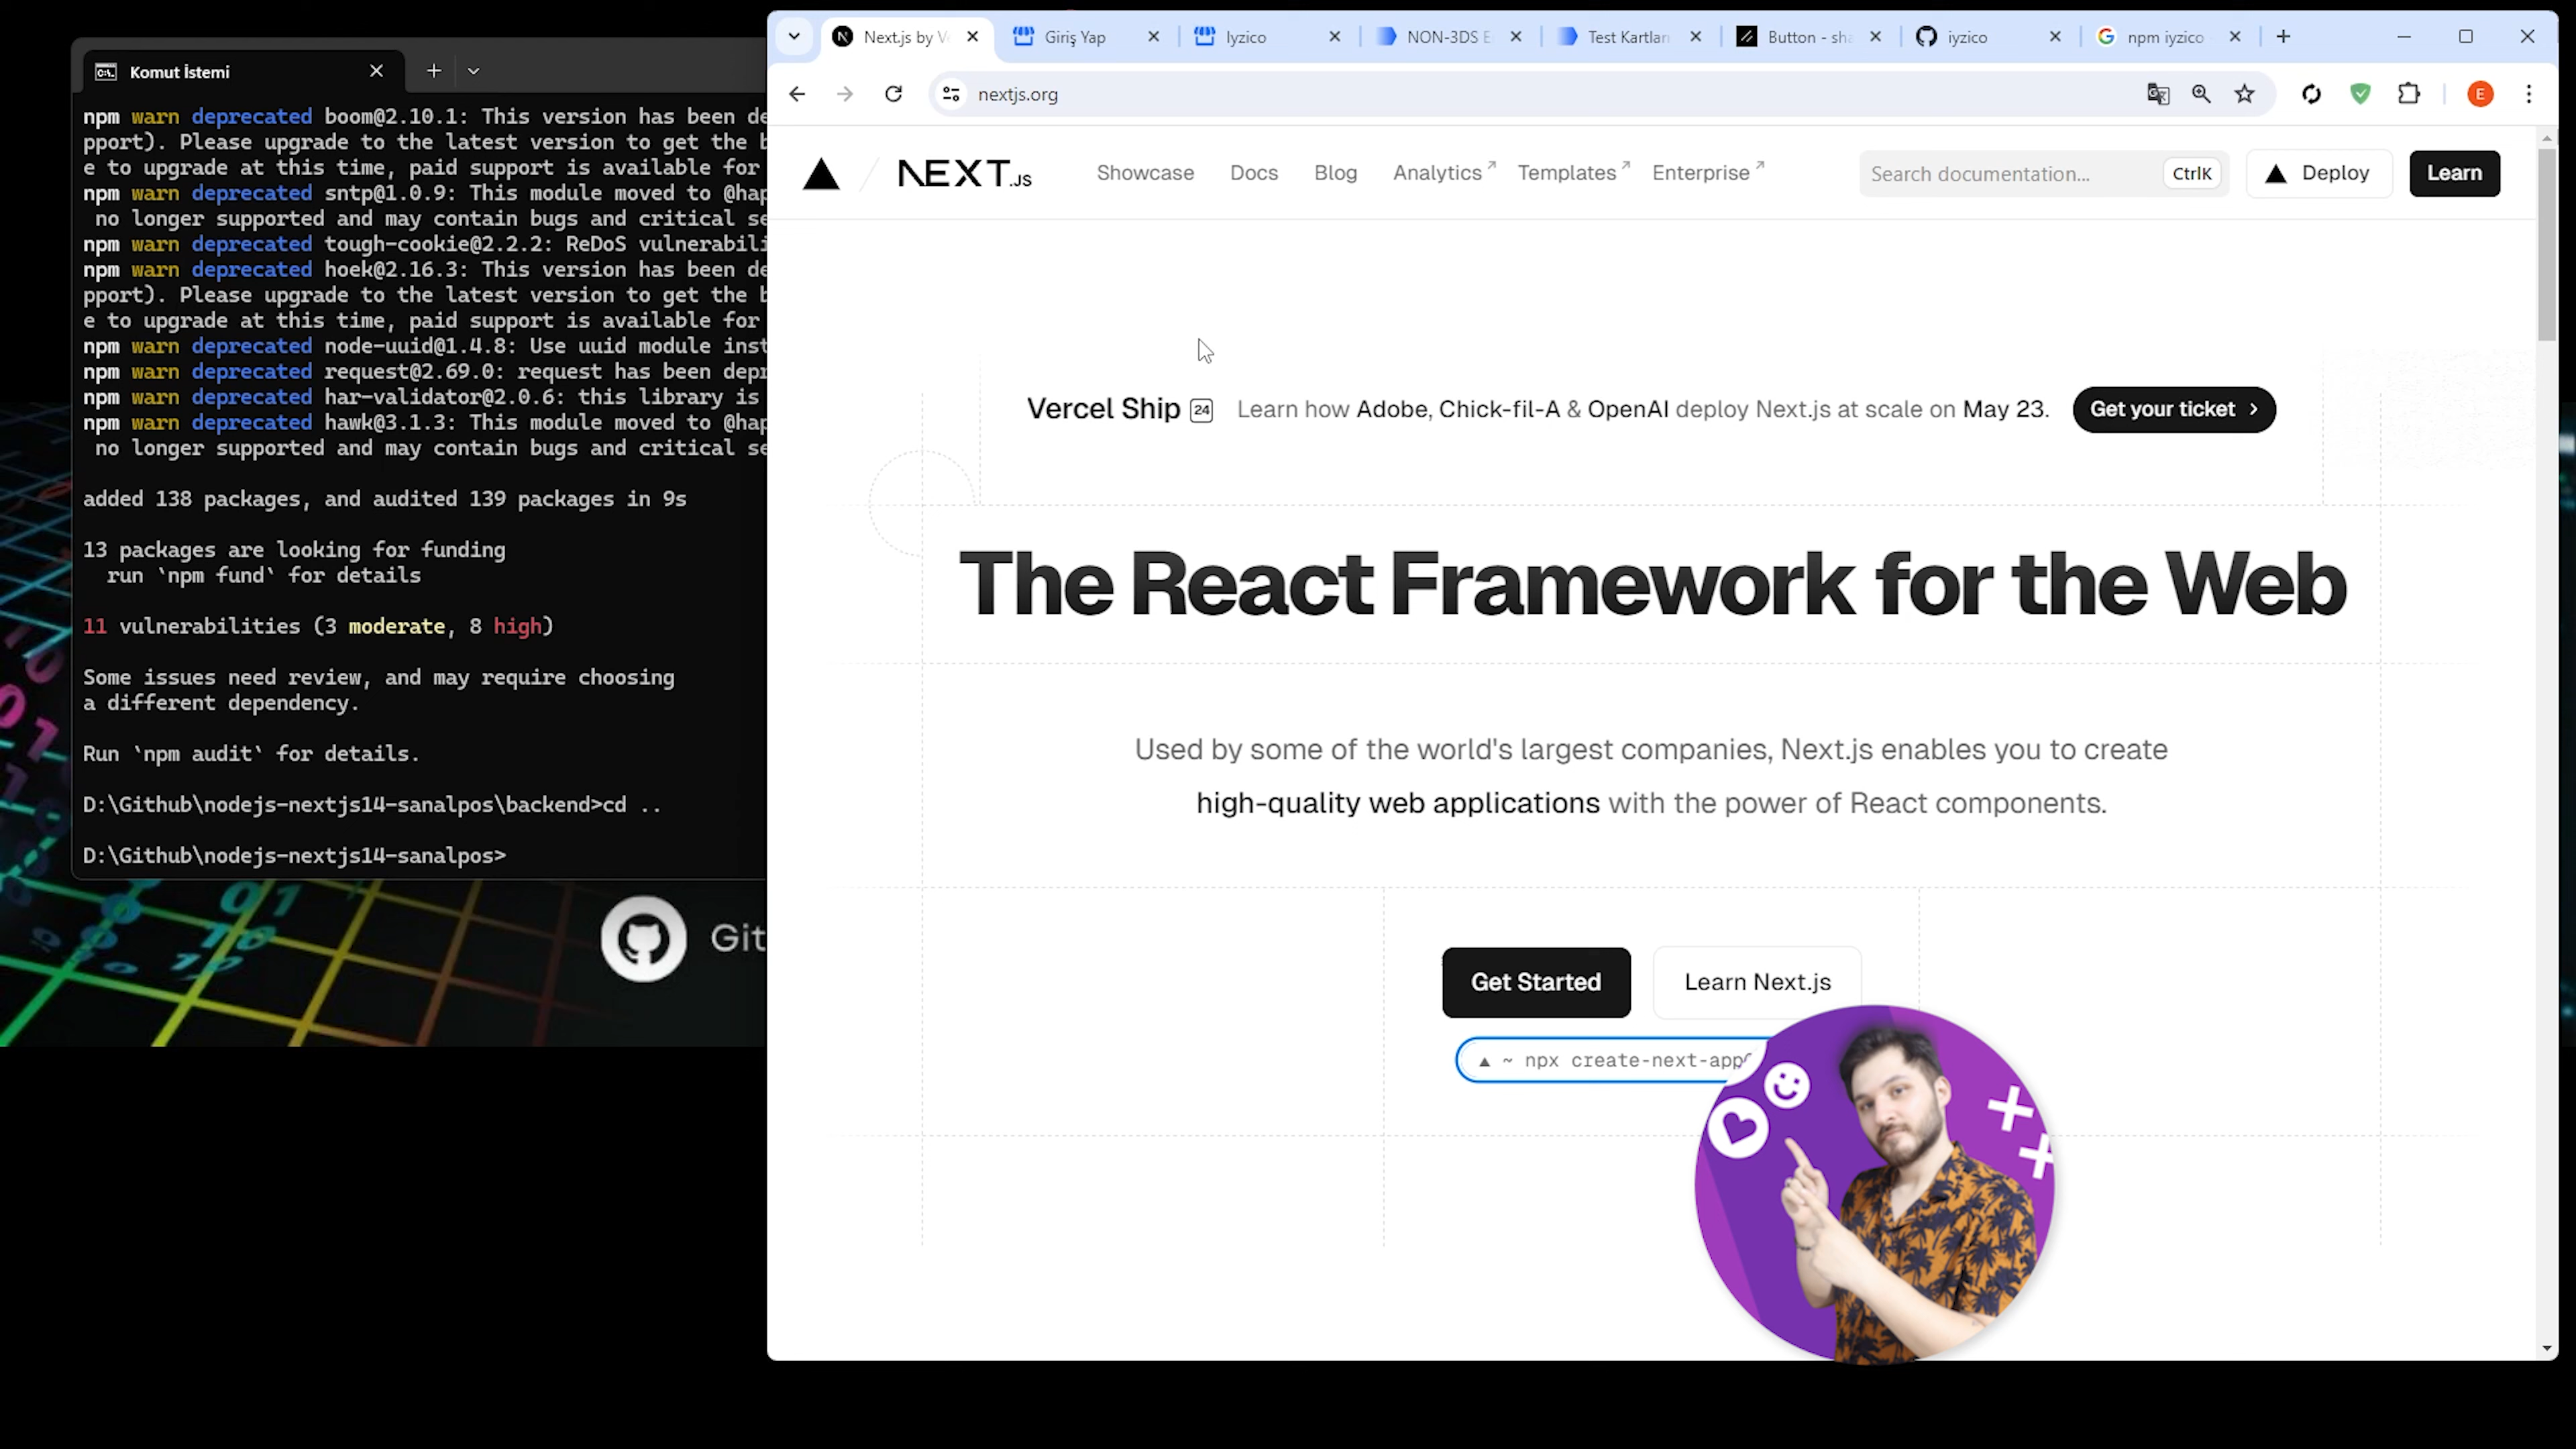 Komut İstemi
npm warn deprecated boom@2.10.1: This version has been de
pport). Please upgrade to the latest version to get the b
e to upgrade at this time, paid support is available for
npm warn deprecated sntp@1.0.9: This module moved to @hap
no longer supported and may contain bugs and critical se
npm warn deprecated tough-cookie@2.2.2: ReDoS vulnerabili
npm warn deprecated hoek@2.16.3: This version has been de
pport). Please upgrade to the latest version to get the b
e to upgrade at this time, paid support is available for
npm warn deprecated node-uuid@1.4.8: Use uuid module inst
npm warn deprecated request@2.69.0: request has been depr
npm warn deprecated har-validator@2.0.6: this library is
npm warn deprecated hawk@3.1.3: This module moved to @hap
no longer supported and may contain bugs and critical se
added 138 packages, and audited 139 packages in 9s
13 packages are looking for funding
run `npm fund` for details
11 vulnerabilities (3 moderate, 8 high)
Some issues need review, and may require choosing
a different dependency.
Run `npm audit` for details.
D:\Github\nodejs-nextjs14-sanalpos\backend>cd ..
D:\Github\nodejs-nextjs14-sanalpos>
Git
Next.js by Ve
Giriş Yap
Iyzico
NON-3DS E
Test Kartları
Button - sha
iyzico
npm iyzico
nextjs.org
E
NEXT.JS
Showcase
Docs
Blog
Analytics
Templates
Enterprise
Search documentation...
CtrlK
Deploy
Learn
Vercel Ship 24 Learn how Adobe, Chick-fil-A & OpenAI deploy Next.js at scale on May 23.
Get your ticket
The React Framework for the Web
Used by some of the world's largest companies, Next.js enables you to create
high-quality web applications with the power of React components.
Get Started
Learn Next.js
~ npx create-next-app